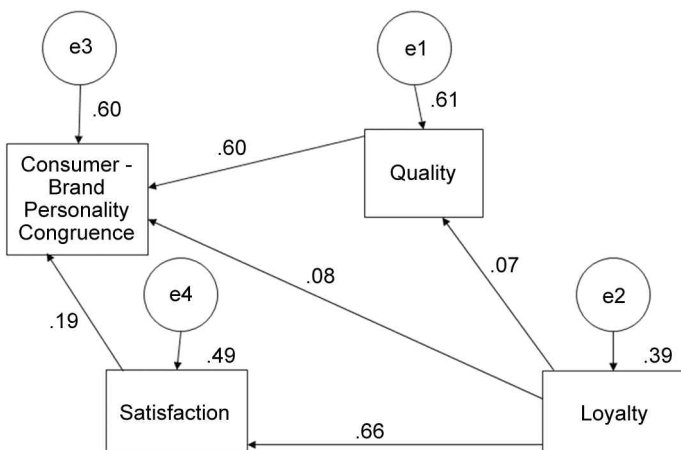 e3
e1
.60
.61
Consumer -
Brand
Personality
Congruence
.60
Quality
.19
e4
.08
.07
e2
.49
.39
Satisfaction
.66
Loyalty